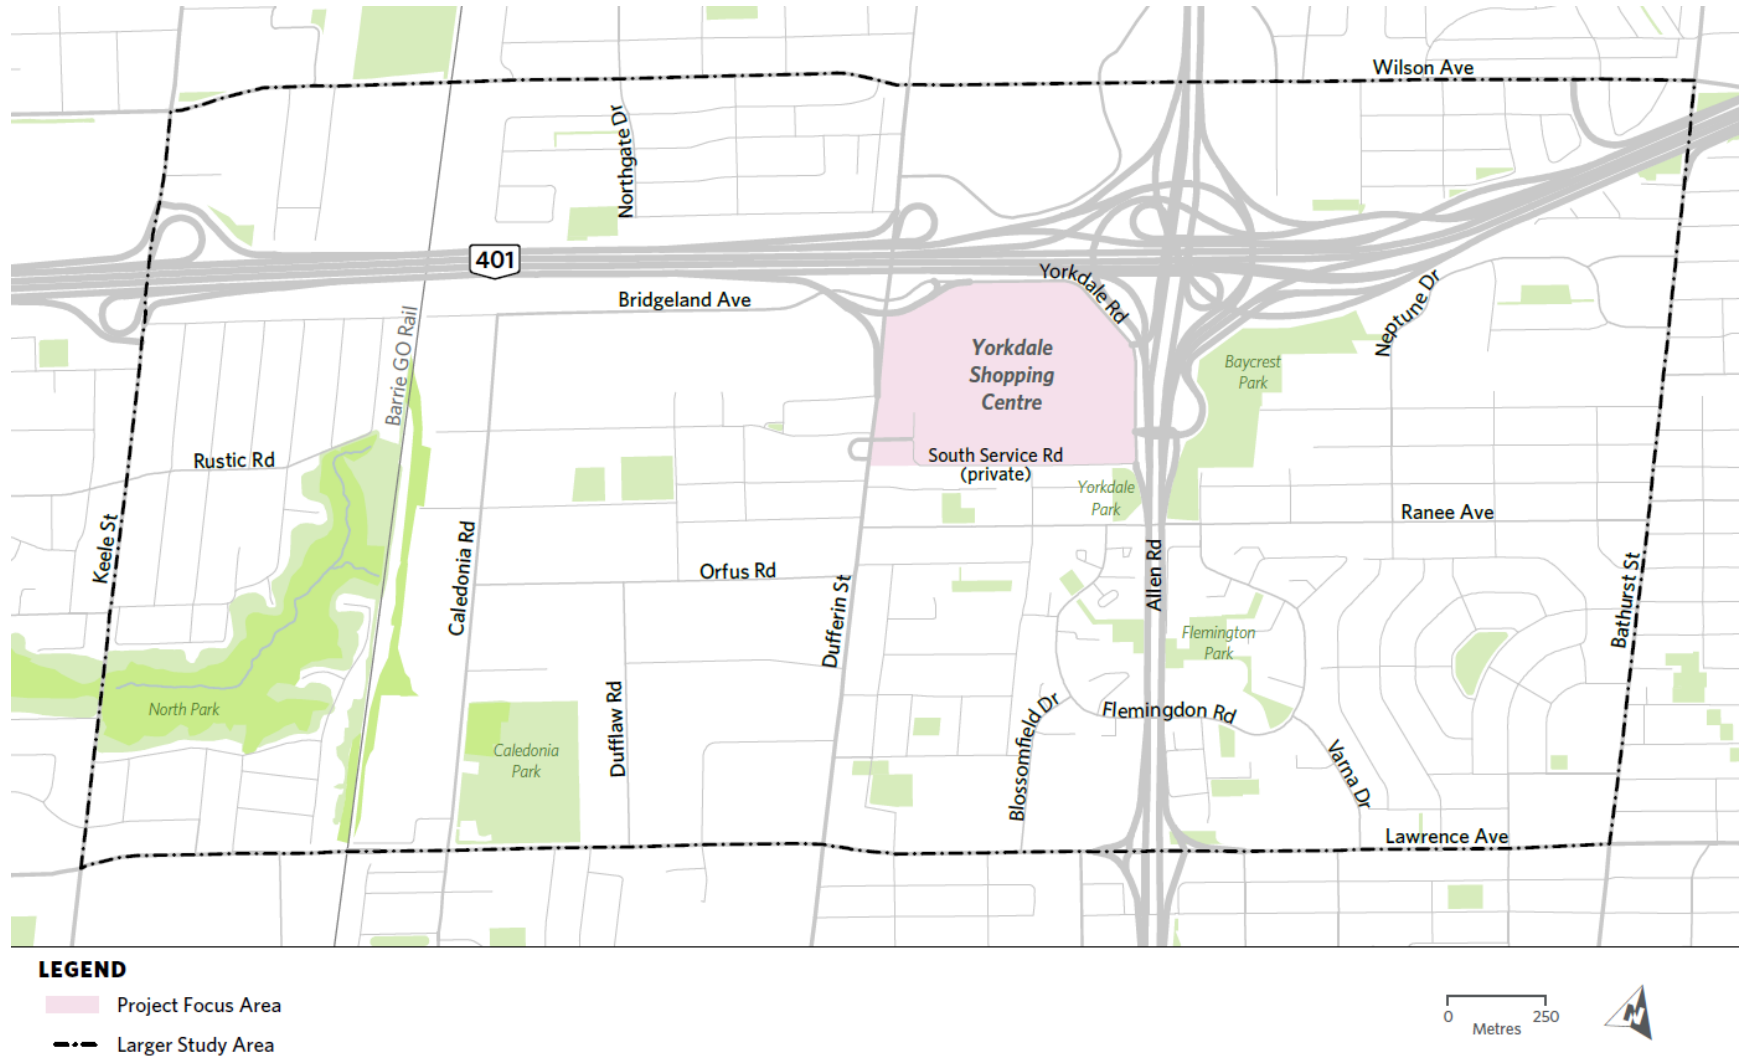 Wilson Ave
Northgate Dr
401
Yorkdale Rd
Bridgeland Ave
Neptune Dr
Barrie GO Rail
Yorkdale
Shopping
Centre
Baycrest
Park
Rustic Rd
South Service Rd
(private)
Yorkdale
Park
Ranee Ave
Keele St
Caledonia Rd
Orfus Rd
Dufferin St
Allen Rd
Bathurst St
Flemington
Park
North Park
Dufflaw Rd
Blossomfield Dr
Flemingdon Rd
Caledonia
Park
Varna Dr
Lawrence Ave
LEGEND
Project Focus Area
Larger Study Area
0 250
Metres
N